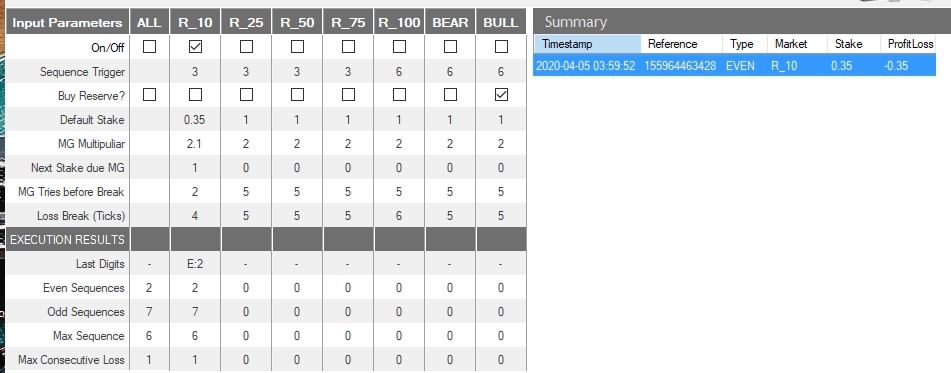 Input Parameters ALL R_10 R_25 R_50 R_75 R_100 BEAR BULL
On/Off
Sequence Trigger 3 3 3 3 6 6 6
Buy Reserve?
Default Stake 0.35 1 1 1 1 1 1
MG Multipuliar 2.1 2 2 2 2 2 2
Next Stake due MG 1 0 0 0 0 0 0
MG Tries before Break 2 5 5 5 5 5 5
Loss Break (Ticks) 4 5 5 5 6 5 5
EXECUTION RESULTS
Last Digits - E:2 - - - - - -
Even Sequences 2 2 0 0 0 0 0 0
Odd Sequences 7 7 0 0 0 0 0 0
Max Sequence 6 6 0 0 0 0 0 0
Max Consecutive Loss 1 1 0 0 0 0 0 0
Summary
Timestamp Reference Type Market Stake ProfitLoss
2020-04-05 03:59:52 155964463428 EVEN R_10 0.35 -0.35